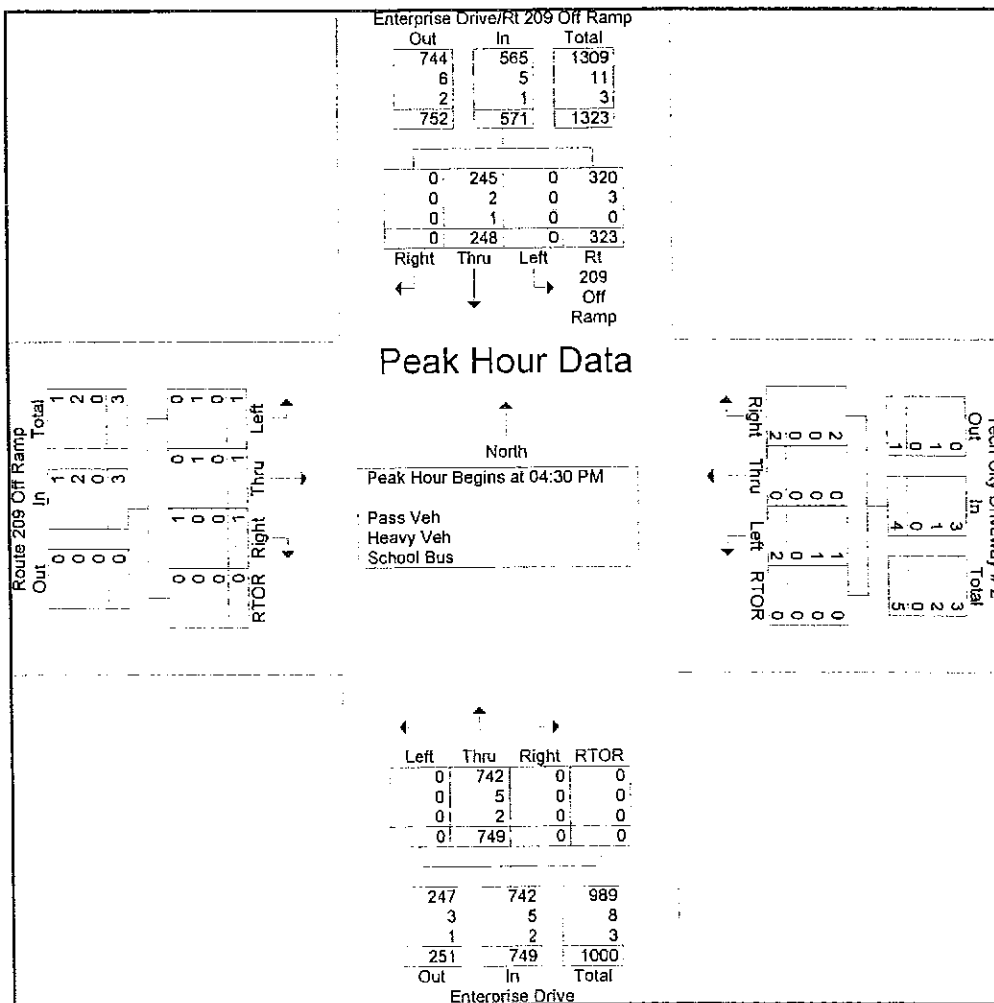 Enterprise Drive/Rt 209 Off Ramp
Out In Total
744 565 1309
6 5 11
2 1 3
752 571 1323
0 245 0 320
0 2 0 3
0 1 0 0
0 248 0 323
Right Thru Left Rt
209
Off
Ramp
Peak Hour Data
Route 209 Off Ramp
Out In Total
0 1 1
0 2 2
0 0 0
0 3 3
0 1 0 0
0 0 1 1
0 0 0 0
0 1 1 1
RTOR Right Thru Left
North
Peak Hour Begins at 04:30 PM
Pass Veh
Heavy Veh
School Bus
Out In Total
0 3 3
1 1 2
0 0 0
1 4 5
2 0 1 0
0 0 1 0
0 0 0 0
2 0 2 0
Right Thru Left RTOR
Left Thru Right RTOR
0 742 0 0
0 5 0 0
0 2 0 0
0 749 0 0
247 742 989
3 5 8
1 2 3
251 749 1000
Out In Total
Enterprise Drive